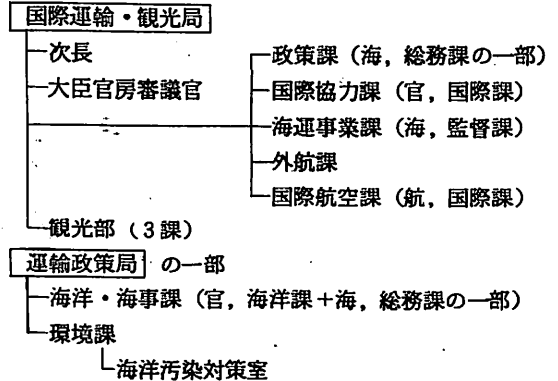 国際運輸・観光局
次長
大臣官房審議官
政策課（海，総務課の一部）
国際協力課（官，国際課）
海運事業課（海，監督課）
外航課
国際航空課（航，国際課）
観光部（3課）
運輸政策局 の一部
海洋・海事課（官，海洋課＋海，総務課の一部）
環境課
海洋汚染対策室